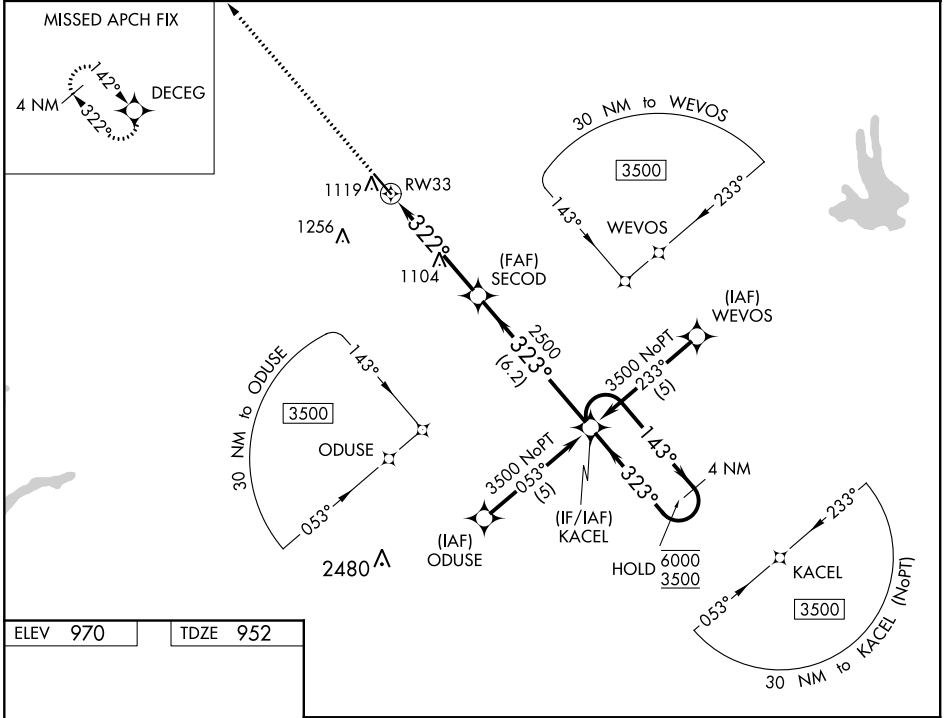 MISSED APCH FIX
4 NM
142°
322°
DECEG
30 NM to WEVOS
3500
143°
233°
WEVOS
1119
RW33
1256
322°
1104
(FAF)
SECOD
(IAF)
WEVOS
2500
323°
(6.2)
3500 NoPT
233°
(5)
30 NM to ODUSE
143°
3500
ODUSE
053°
3500 NoPT
053°
(5)
143°
323°
4 NM
(IAF)
ODUSE
(IF/IAF)
KACEL
HOLD
6000
3500
2480
233°
KACEL
053°
3500
30 NM to KACEL (NoPT)
ELEV 970
TDZE 952